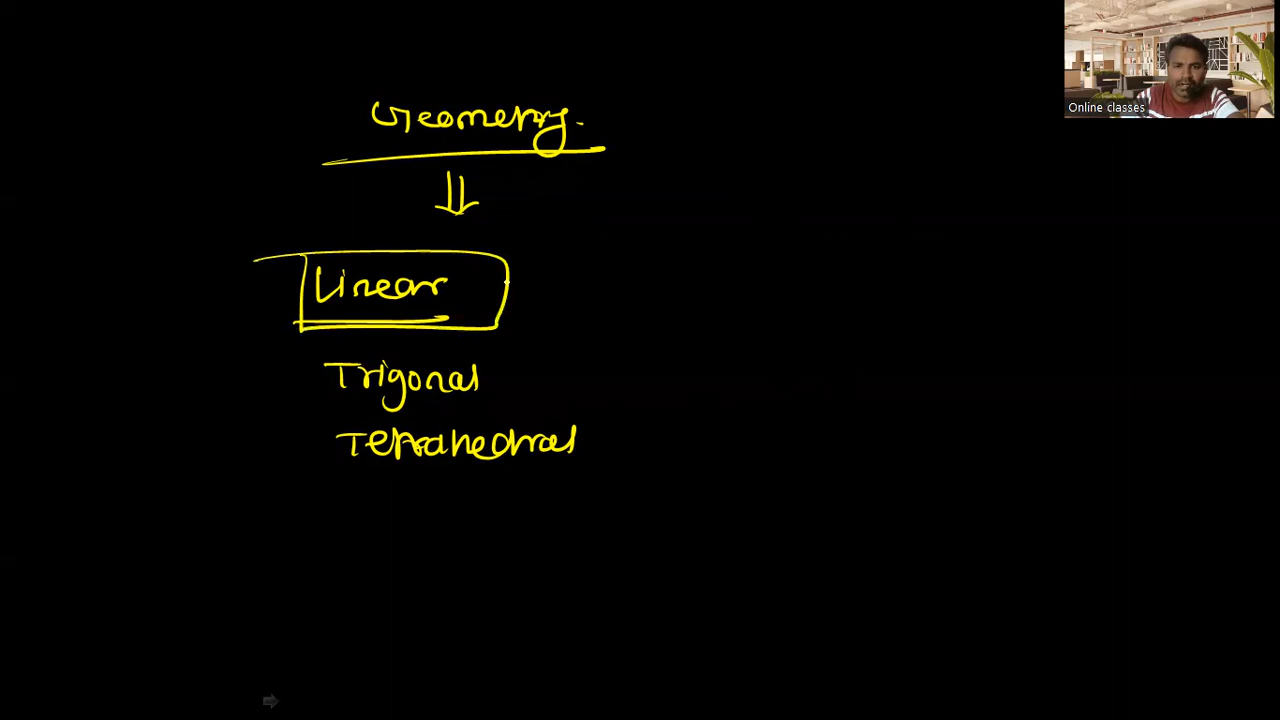 Geometry.
Linear
Trigonal
Tetrahedral
Online classes